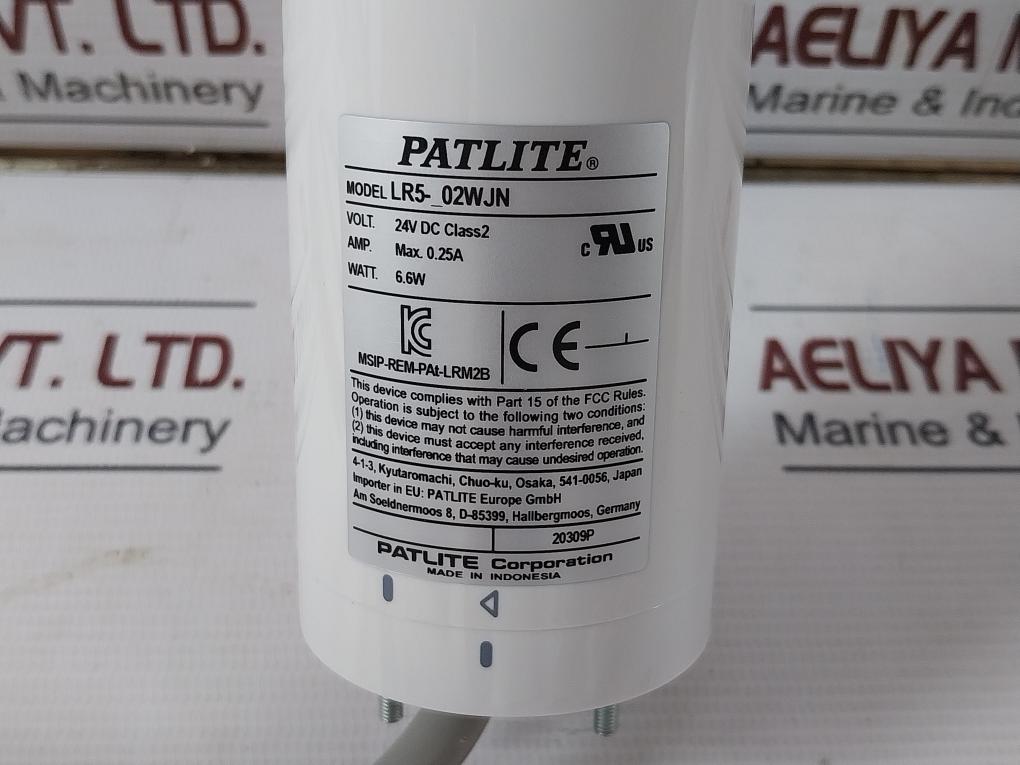 VT. LTD.
& Machinery
AELIYA M
Marine & Ind
PATLITE®
MODEL LR5-_02WJN
VOLT. 24V DC Class2
AMP. Max. 0.25A
WATT. 6.6W
c RU US
KC
MSIP-REM-PAt-LRM2B
CE
This device complies with Part 15 of the FCC Rules.
Operation is subject to the following two conditions:
(1) this device may not cause harmful interference, and
(2) this device must accept any interference received,
including interference that may cause undesired operation.
4-1-3, Kyutaromachi, Chuo-ku, Osaka, 541-0056, Japan
Importer in EU: PATLITE Europe GmbH
Am Soeldnermoos 8, D-85399, Hallbergmoos, Germany
20309P
PATLITE Corporation
MADE IN INDONESIA
VT. LTD.
achinery
AELIYA
Marine &